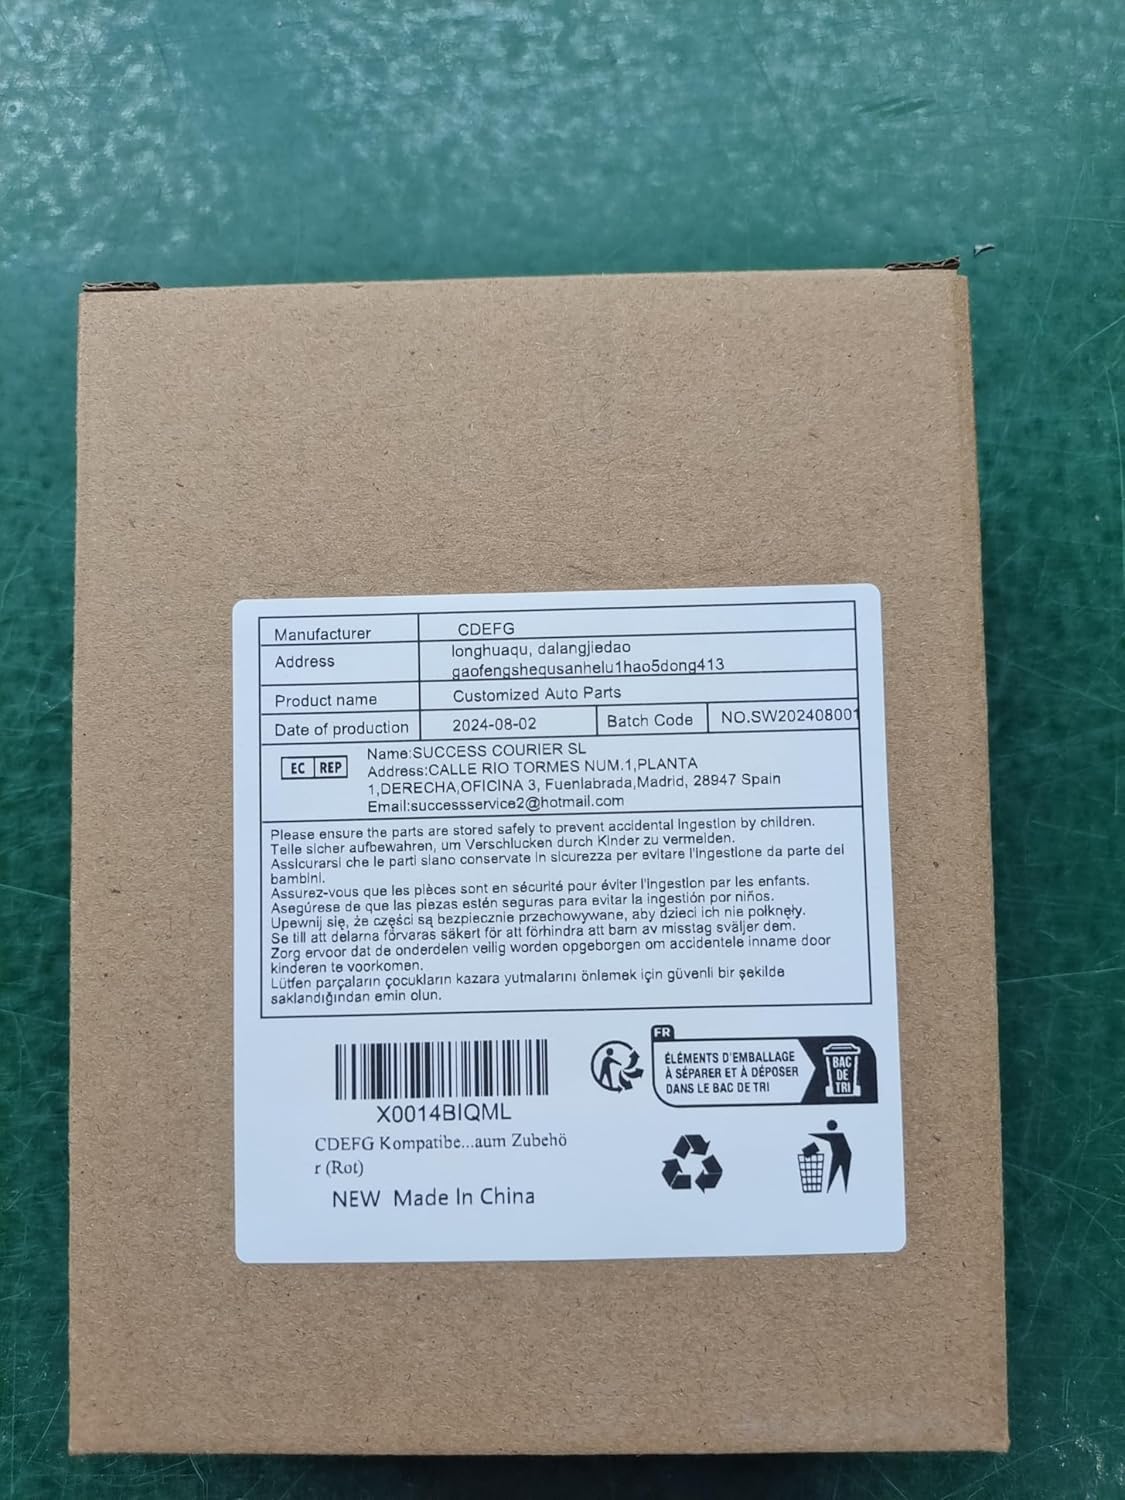 Manufacturer CDEFG
Address longhuaqu, dalangjiedao
gaofengshequsanhelu1hao5dong413
Product name Customized Auto Parts
Date of production 2024-08-02 Batch Code NO.SW202408001
EC REP
Name:SUCCESS COURIER SL
Address:CALLE RIO TORMES NUM.1,PLANTA
1,DERECHA,OFICINA 3, Fuenlabrada,Madrid, 28947 Spain
Email:successservice2@hotmail.com
Please ensure the parts are stored safely to prevent accidental ingestion by children.
Teile sicher aufbewahren, um Verschlucken durch Kinder zu vermeiden.
Assicurarsi che le parti siano conservate in sicurezza per evitare l'ingestione da parte del
bambini.
Assurez-vous que les pièces sont en sécurité pour éviter l'ingestion par les enfants.
Asegúrese de que las piezas estén seguras para evitar la ingestión por niños.
Upewnij się, że części są bezpiecznie przechowywane, aby dzieci ich nie połknęły.
Se till att delarna förvaras säkert för att förhindra att barn av misstag sväljer dem.
Zorg ervoor dat de onderdelen veilig worden opgeborgen om accidentele inname door
kinderen te voorkomen.
Lütfen parçaların çocukların kazara yutmalarını önlemek için güvenli bir şekilde
saklandığından emin olun.
FR
ÉLÉMENTS D'EMBALLAGE
À SÉPARER ET À DÉPOSER
DANS LE BAC DE TRI
BAC
DE
TRI
X0014BIQML
CDEFG Kompatibe...aum Zubehö
r (Rot)
NEW Made In China